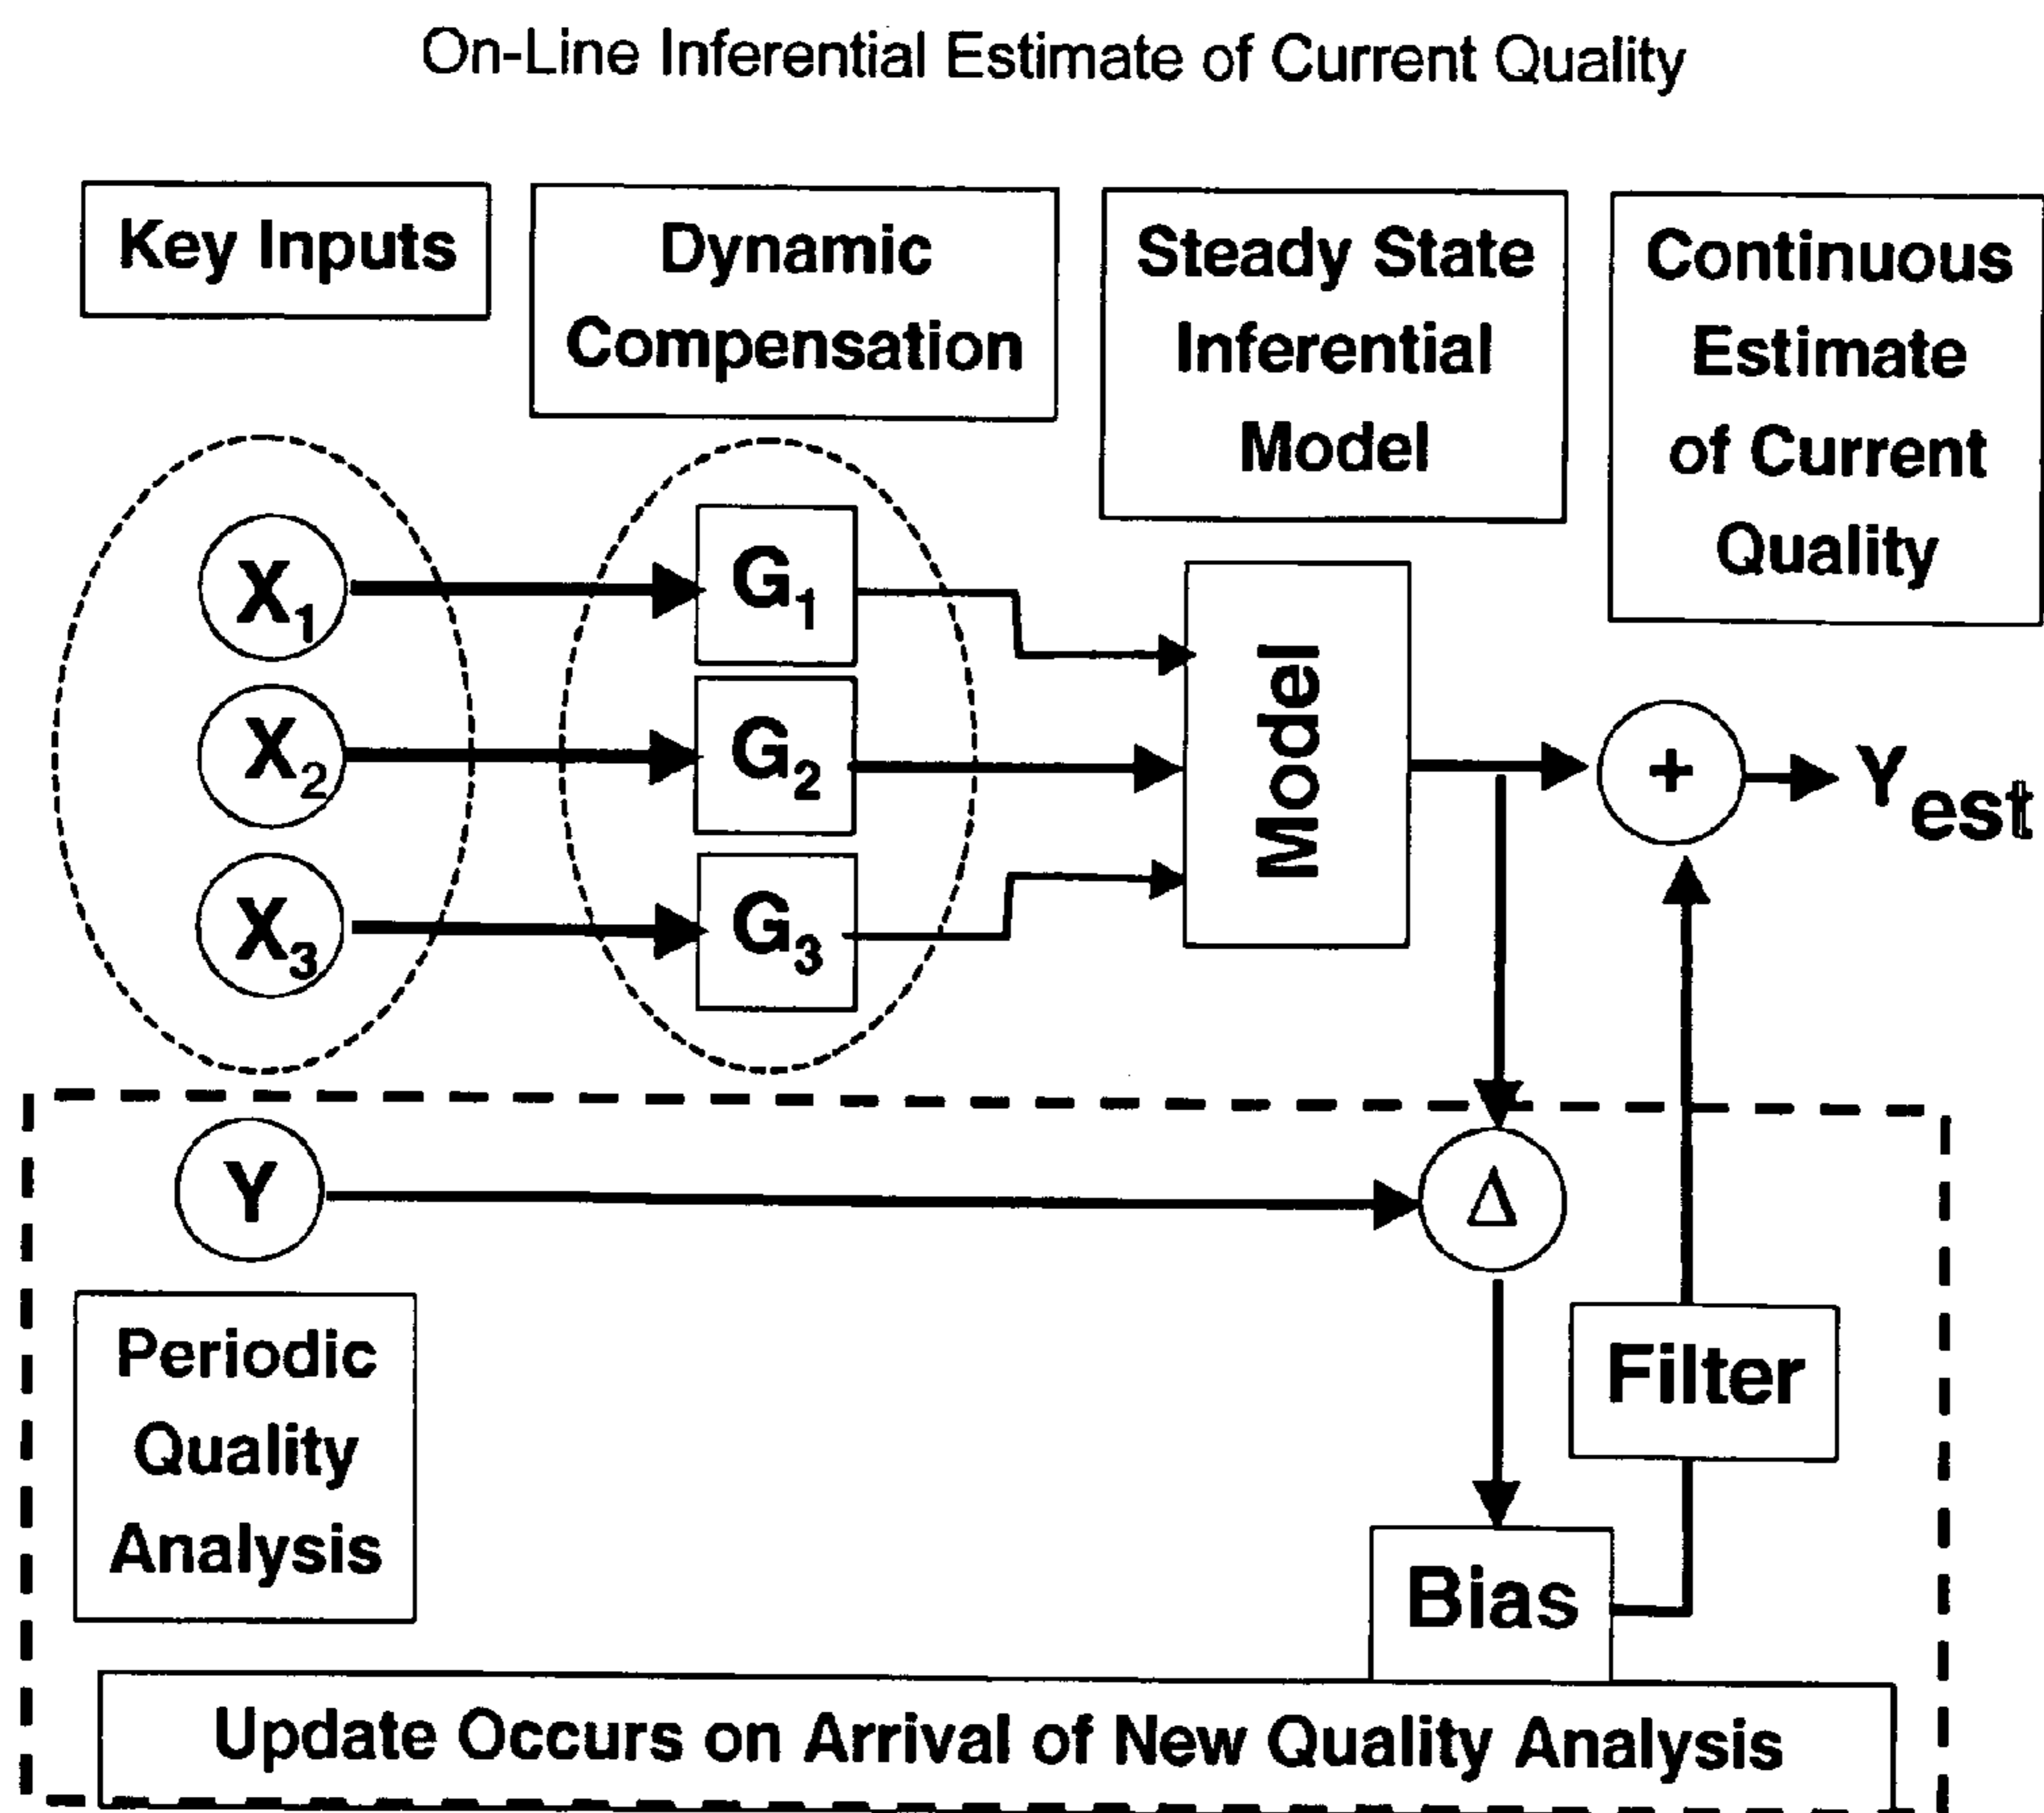 On-Line Inferential Estimate of Current Quality
Key Inputs
Dynamic
Compensation
Steady State
Inferential
Model
Continuous
Estimate
of Current
Quality
X1
G1
X2
G2
X3
G3
Model
+
Yest
Y
Δ
Periodic
Quality
Analysis
Filter
Bias
Update Occurs on Arrival of New Quality Analysis